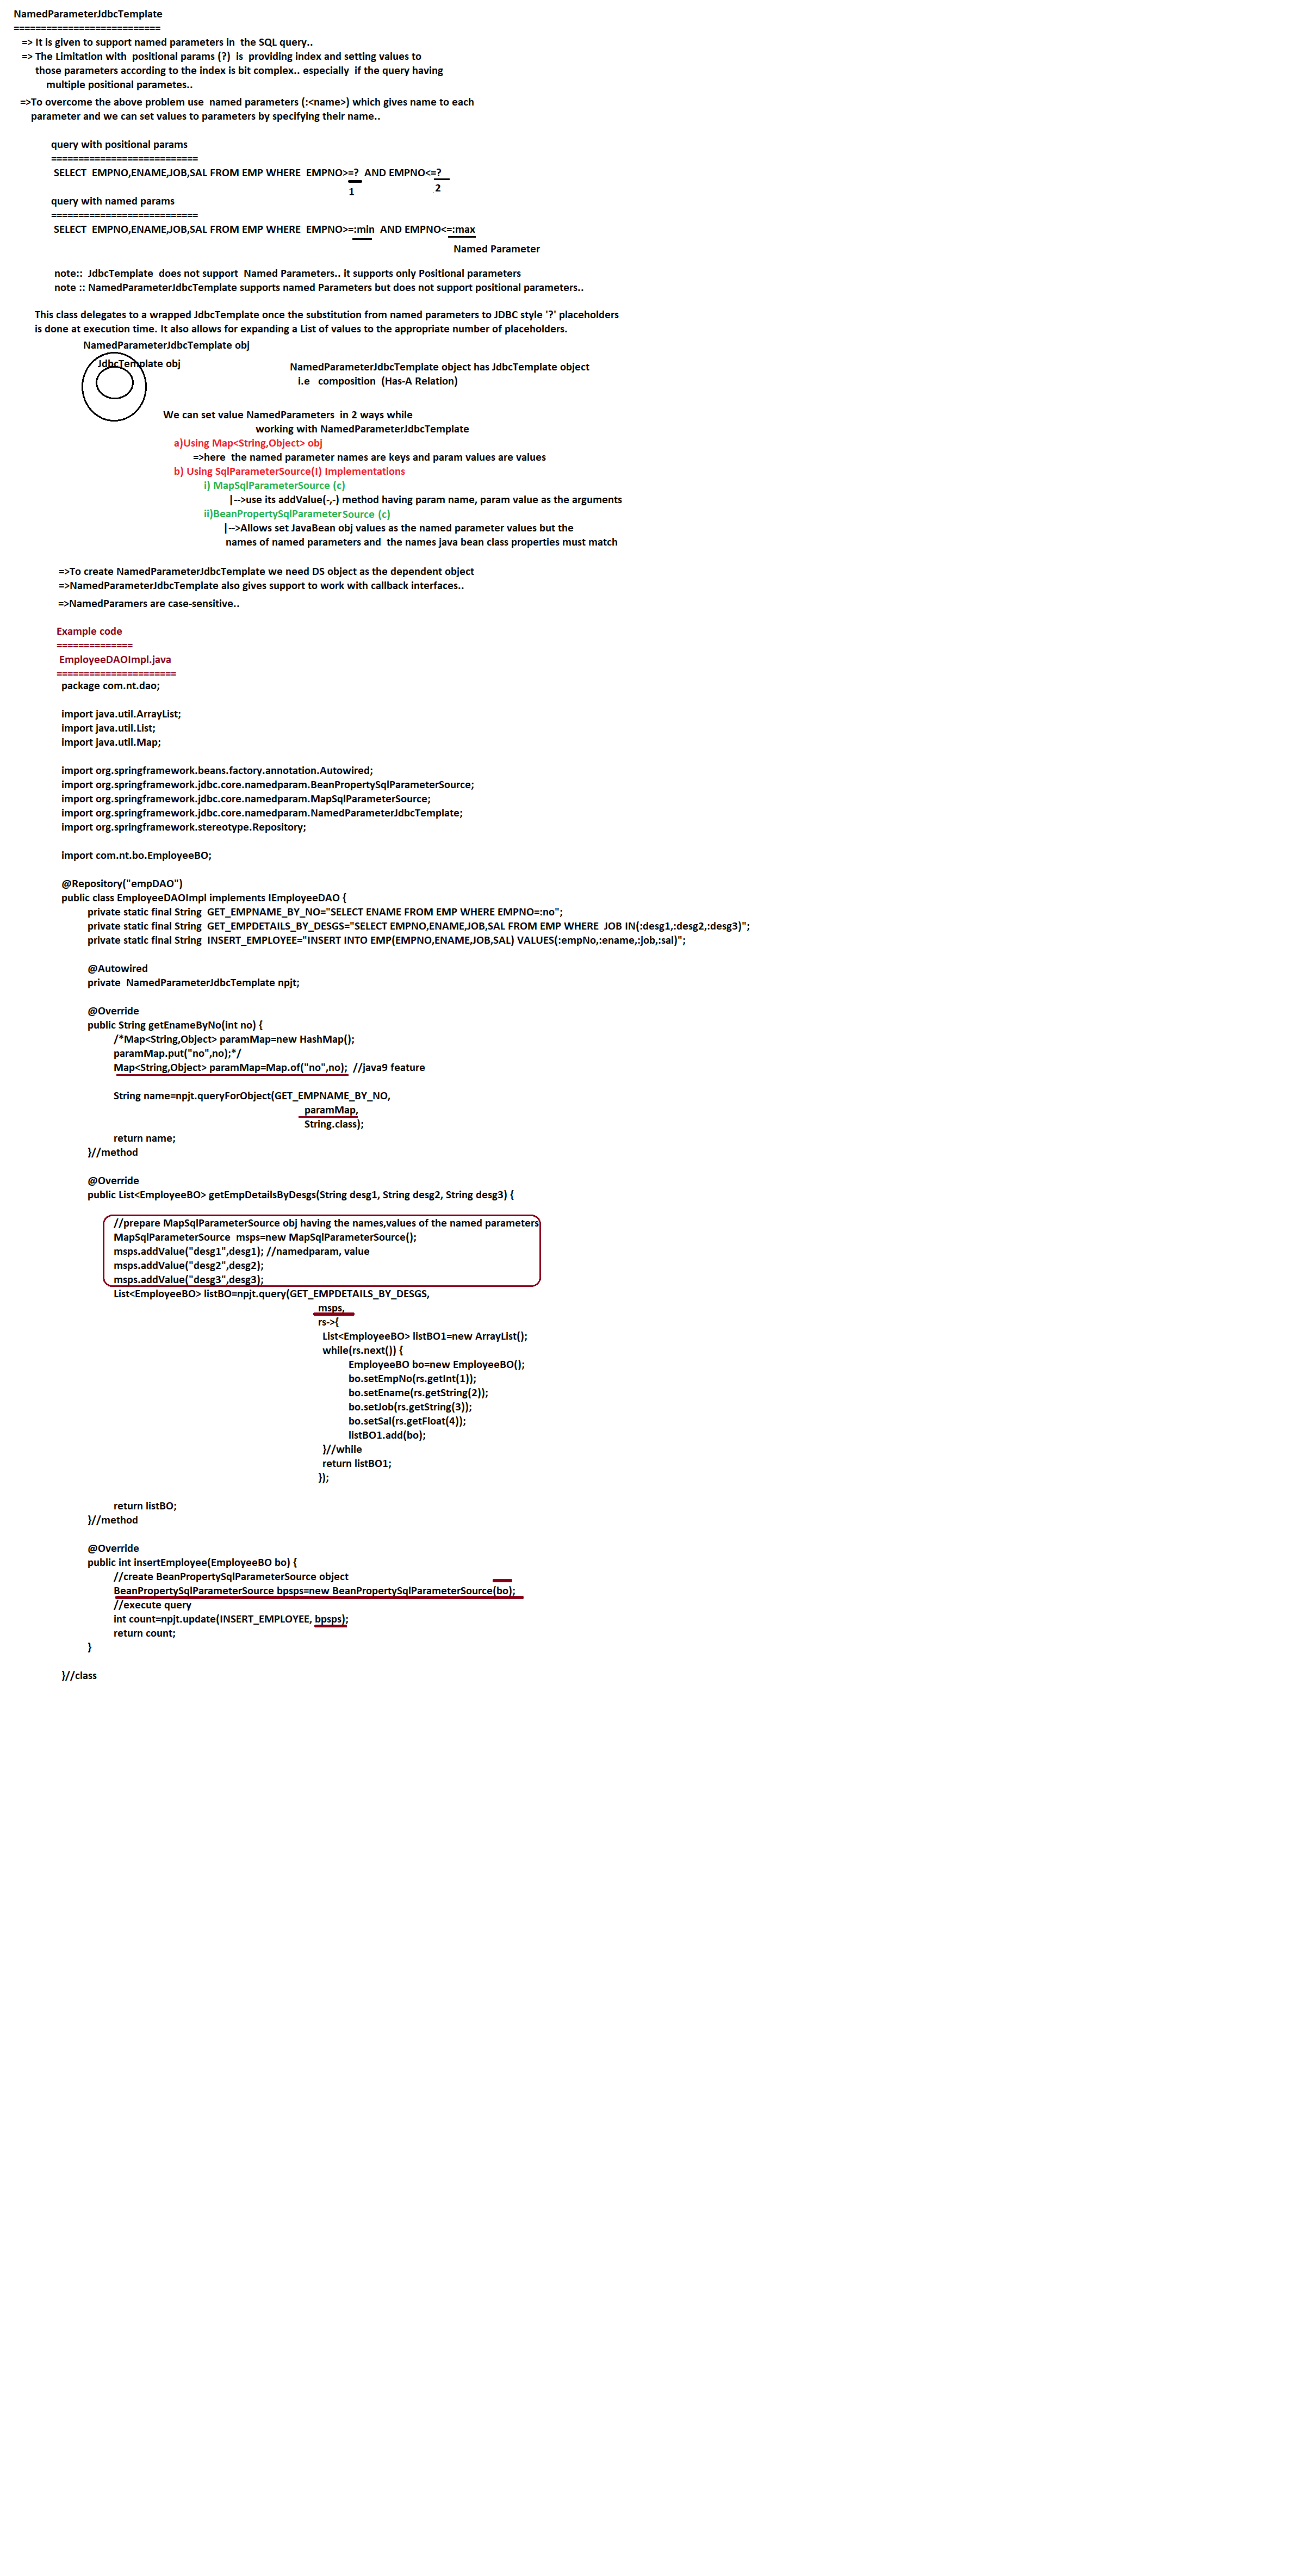 NamedParameterJdbcTemplate
===========================
=> It is given to support named parameters in  the SQL query..
=> The Limitation with  positional params (?)  is  providing index and setting values to
those parameters according to the index is bit complex.. especially  if the query having
multiple positional parametes..
=>To overcome the above problem use  named parameters (:<name>) which gives name to each
parameter and we can set values to parameters by specifying their name..
query with positional params
===========================
SELECT  EMPNO,ENAME,JOB,SAL FROM EMP WHERE  EMPNO>=?  AND EMPNO<=?
1 2
query with named params
===========================
SELECT  EMPNO,ENAME,JOB,SAL FROM EMP WHERE  EMPNO>=:min  AND EMPNO<=:max
Named Parameter
note::  JdbcTemplate  does not support  Named Parameters.. it supports only Positional parameters
note :: NamedParameterJdbcTemplate supports named Parameters but does not support positional parameters..
This class delegates to a wrapped JdbcTemplate once the substitution from named parameters to JDBC style '?' placeholders
is done at execution time. It also allows for expanding a List of values to the appropriate number of placeholders.
NamedParameterJdbcTemplate obj
JdbcTemplate obj
NamedParameterJdbcTemplate object has JdbcTemplate object
i.e   composition  (Has-A Relation)
We can set value NamedParameters  in 2 ways while
working with NamedParameterJdbcTemplate
a)Using Map<String,Object> obj
=>here  the named parameter names are keys and param values are values
b) Using SqlParameterSource(I) Implementations
i) MapSqlParameterSource (c)
|-->use its addValue(-,-) method having param name, param value as the arguments
ii)BeanPropertySqlParameterSource (c)
|-->Allows set JavaBean obj values as the named parameter values but the
names of named parameters and  the names java bean class properties must match
=>To create NamedParameterJdbcTemplate we need DS object as the dependent object
=>NamedParameterJdbcTemplate also gives support to work with callback interfaces..
=>NamedParamers are case-sensitive..
Example code
==============
EmployeeDAOImpl.java
======================
package com.nt.dao;
import java.util.ArrayList;
import java.util.List;
import java.util.Map;
import org.springframework.beans.factory.annotation.Autowired;
import org.springframework.jdbc.core.namedparam.BeanPropertySqlParameterSource;
import org.springframework.jdbc.core.namedparam.MapSqlParameterSource;
import org.springframework.jdbc.core.namedparam.NamedParameterJdbcTemplate;
import org.springframework.stereotype.Repository;
import com.nt.bo.EmployeeBO;
@Repository("empDAO")
public class EmployeeDAOImpl implements IEmployeeDAO {
private static final String  GET_EMPNAME_BY_NO="SELECT ENAME FROM EMP WHERE EMPNO=:no";
private static final String  GET_EMPDETAILS_BY_DESGS="SELECT EMPNO,ENAME,JOB,SAL FROM EMP WHERE  JOB IN(:desg1,:desg2,:desg3)";
private static final String  INSERT_EMPLOYEE="INSERT INTO EMP(EMPNO,ENAME,JOB,SAL) VALUES(:empNo,:ename,:job,:sal)";
@Autowired
private  NamedParameterJdbcTemplate npjt;
@Override
public String getEnameByNo(int no) {
/*Map<String,Object> paramMap=new HashMap();
paramMap.put("no",no);*/
Map<String,Object> paramMap=Map.of("no",no);  //java9 feature
String name=npjt.queryForObject(GET_EMPNAME_BY_NO,
paramMap,
String.class);
return name;
}//method
@Override
public List<EmployeeBO> getEmpDetailsByDesgs(String desg1, String desg2, String desg3) {
//prepare MapSqlParameterSource obj having the names,values of the named parameters
MapSqlParameterSource  msps=new MapSqlParameterSource();
msps.addValue("desg1",desg1); //namedparam, value
msps.addValue("desg2",desg2);
msps.addValue("desg3",desg3);
List<EmployeeBO> listBO=npjt.query(GET_EMPDETAILS_BY_DESGS,
msps,
rs->{
List<EmployeeBO> listBO1=new ArrayList();
while(rs.next()) {
EmployeeBO bo=new EmployeeBO();
bo.setEmpNo(rs.getInt(1));
bo.setEname(rs.getString(2));
bo.setJob(rs.getString(3));
bo.setSal(rs.getFloat(4));
listBO1.add(bo);
}//while
return listBO1;
});
return listBO;
}//method
@Override
public int insertEmployee(EmployeeBO bo) {
//create BeanPropertySqlParameterSource object
BeanPropertySqlParameterSource bpsps=new BeanPropertySqlParameterSource(bo);
//execute query
int count=npjt.update(INSERT_EMPLOYEE, bpsps);
return count;
}
}//class